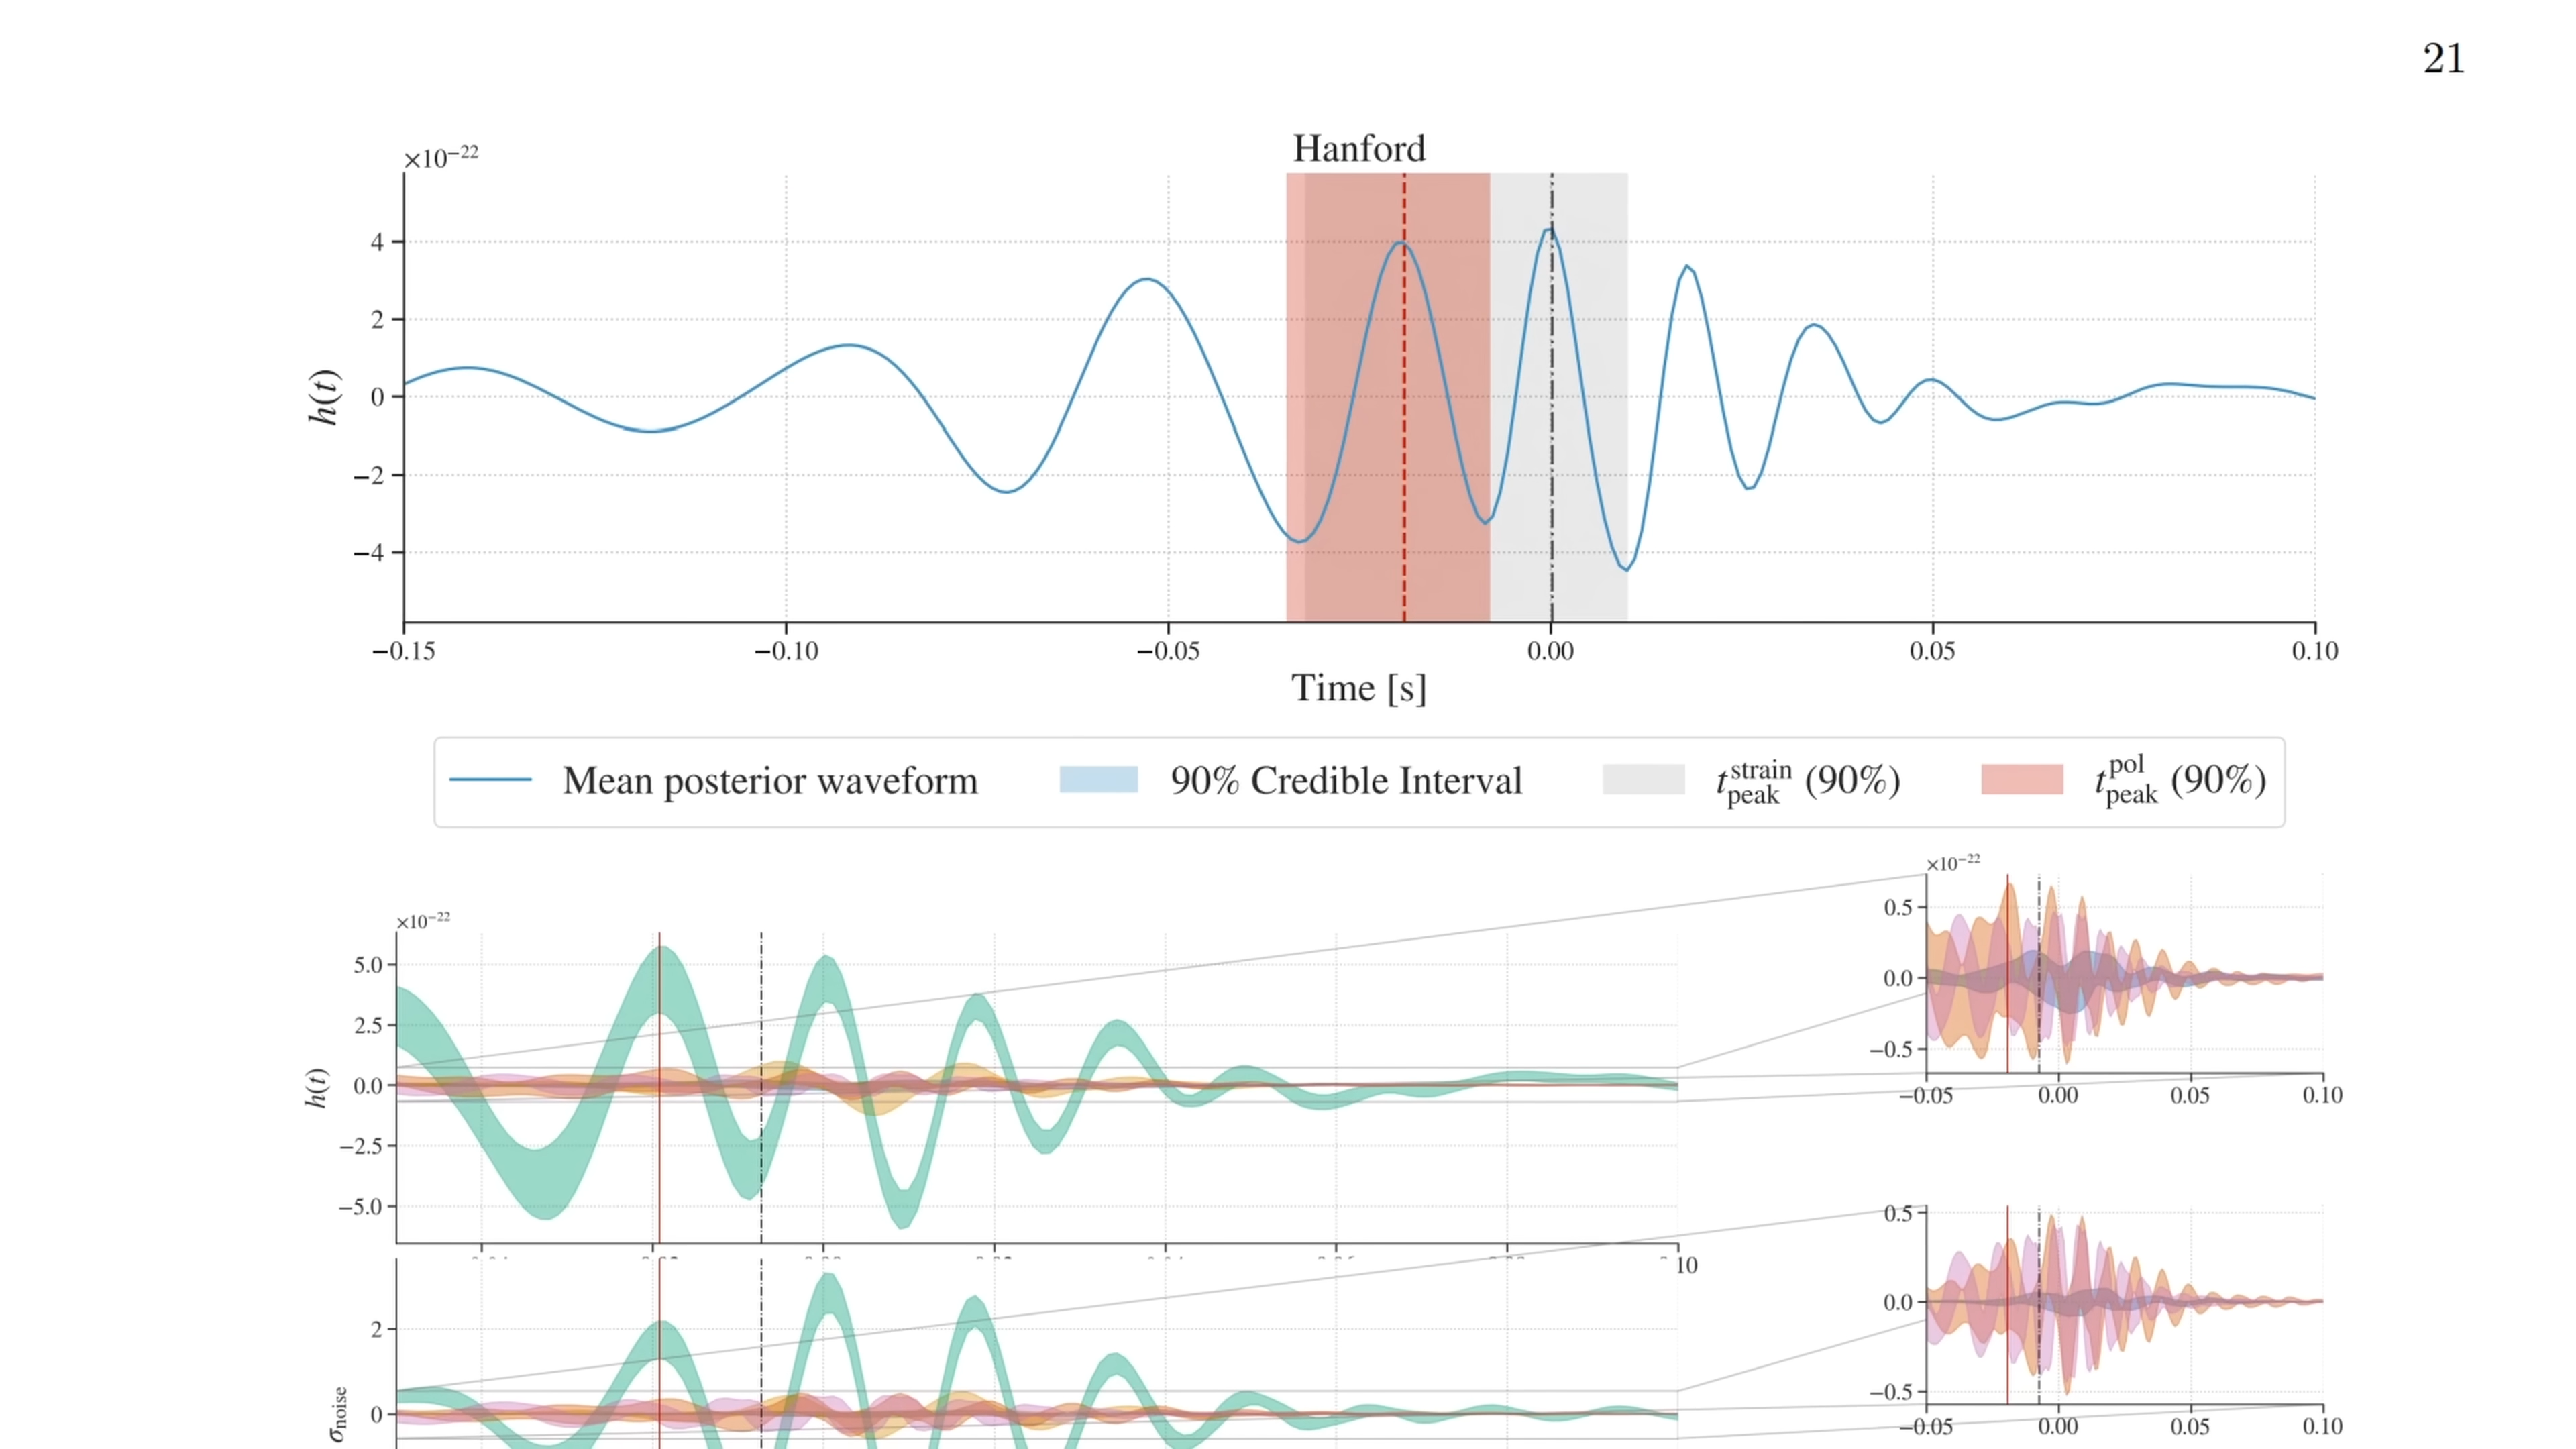 21
Hanford
×10⁻²²
4
2
0
−2
−4
h(t)
−0.15 −0.10 −0.05 0.00 0.05 0.10
Time [s]
Mean posterior waveform 90% Credible Interval t_peak^strain (90%) t_peak^pol (90%)
×10⁻²²
5.0
2.5
0.0
−2.5
−5.0
h(t)
10
×10⁻²²
0.5
0.0
−0.5
−0.05 0.00 0.05 0.10
2
0
σ_noise
0.5
0.0
−0.5
−0.05 0.00 0.05 0.10